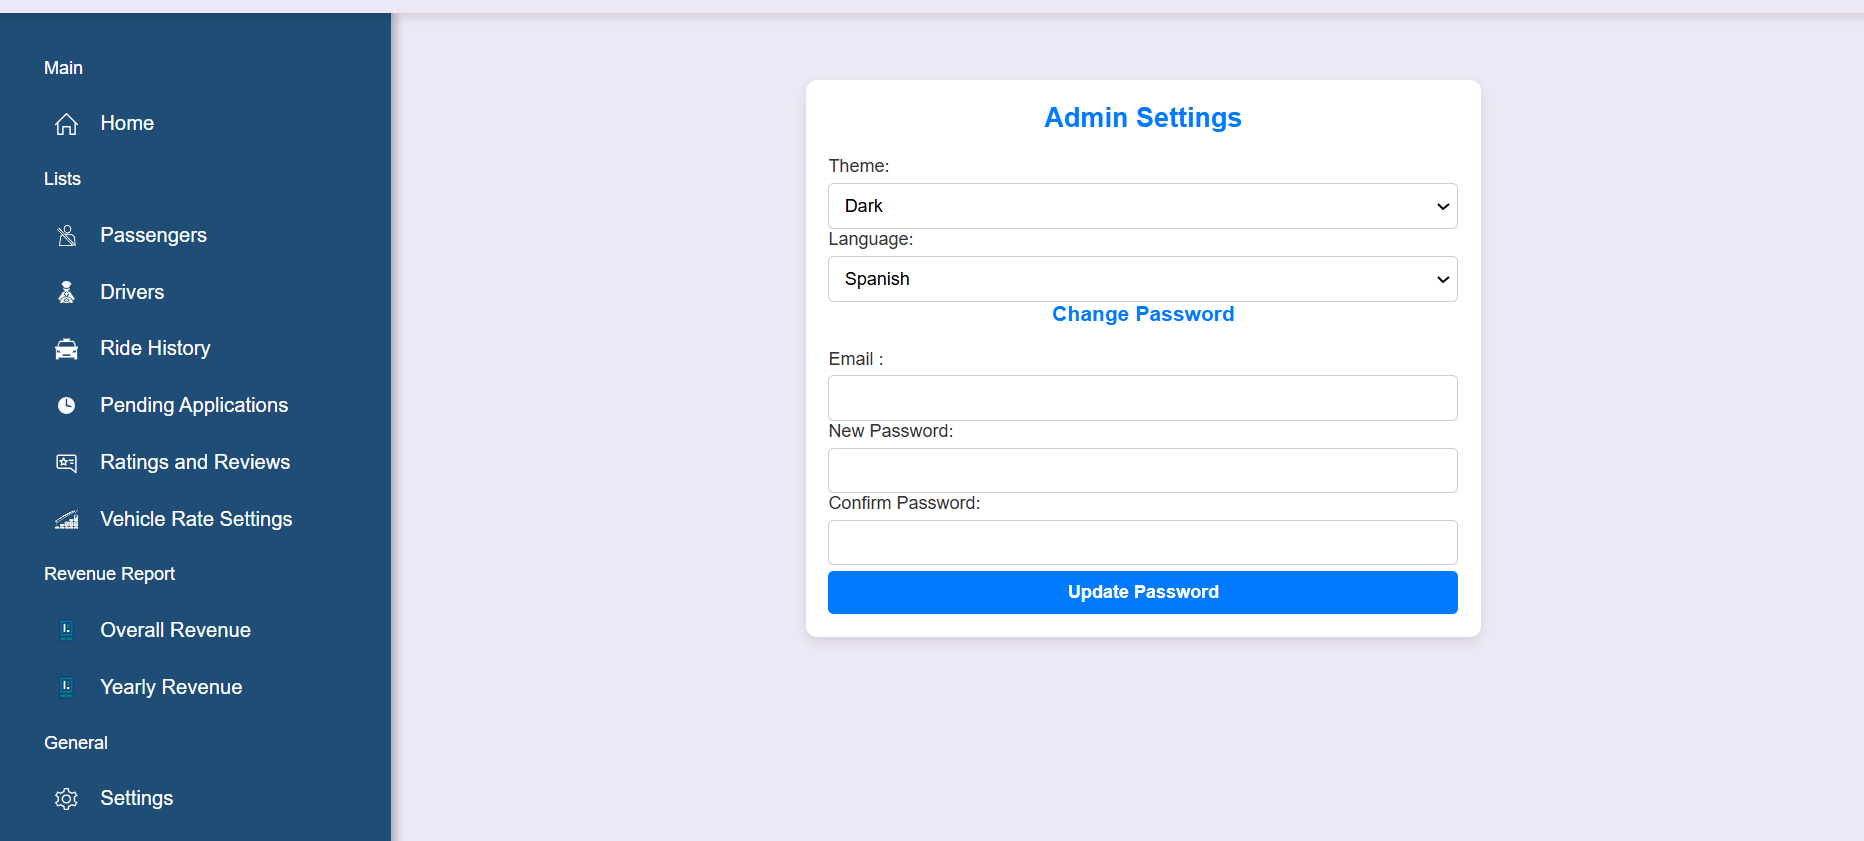 Main
Home
Lists
Passengers
Drivers
Ride History
Pending Applications
Ratings and Reviews
Vehicle Rate Settings
Revenue Report
Overall Revenue
Yearly Revenue
General
Settings
Admin Settings
Theme:
Dark
Language:
Spanish
Change Password
Email :
New Password:
Confirm Password:
Update Password